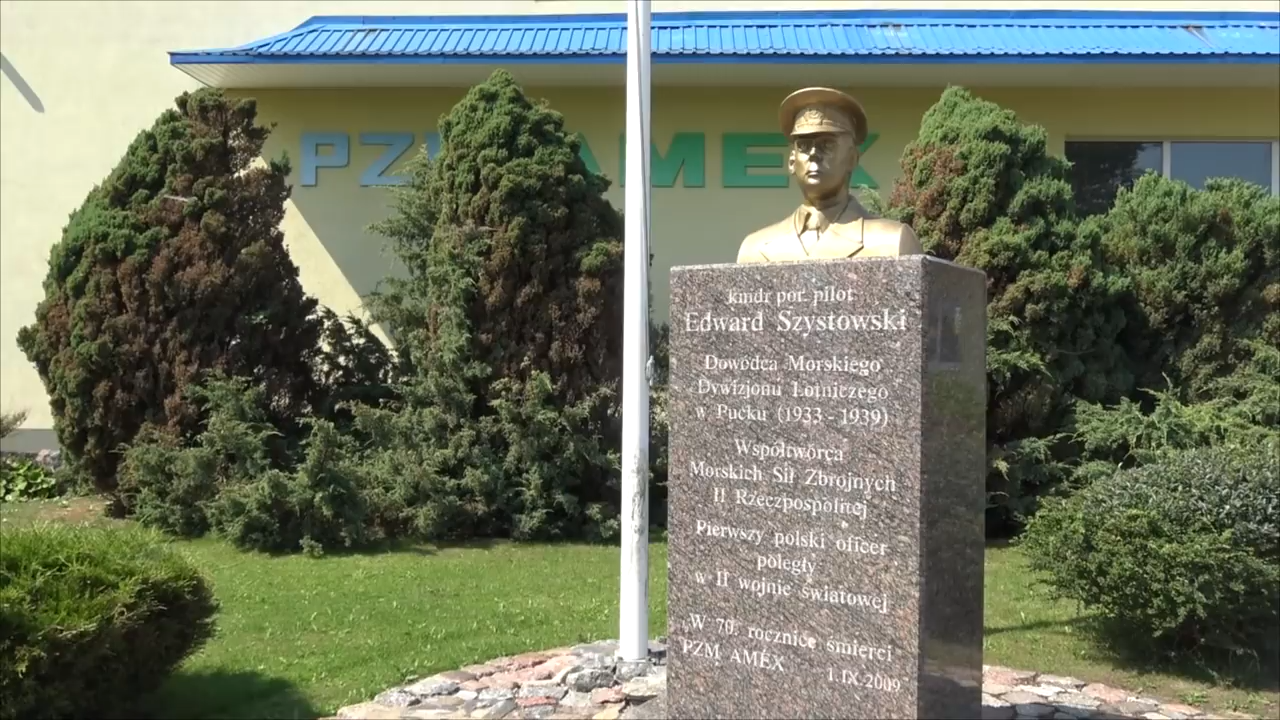 PZM AMEX
kmdr por. pilot
Edward Szystowski
Dowódca Morskiego
Dywizjonu Lotniczego
w Pucku (1933 - 1939)
Współtwórca
Morskich Sił Zbrojnych
II Rzeczpospolitej
Pierwszy polski oficer
poległy
w II wojnie światowej
W 70. rocznicę śmierci
PZM AMEX 1.IX.2009